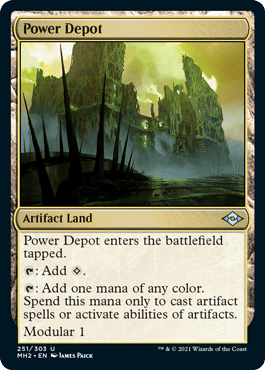 Power Depot
Artifact Land
Power Depot enters the battlefield
tapped.
: Add .
: Add one mana of any color.
Spend this mana only to cast artifact
spells or activate abilities of artifacts.
Modular 1
251/303 U
MH2 • EN JAMES PAICK
™ & © 2021 Wizards of the Coast